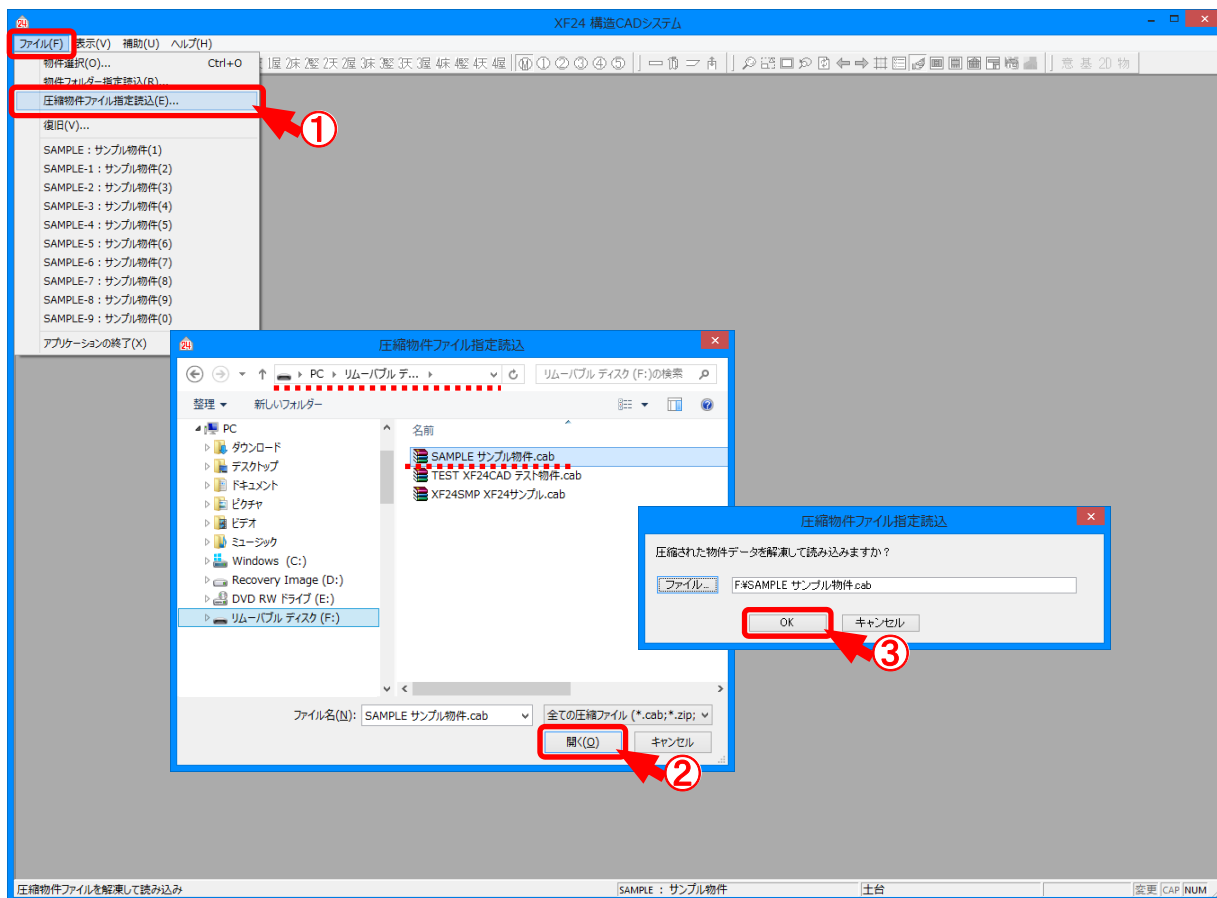 XF24 構造CADシステム
ファイル(F) 表示(V) 補助(U) ヘルプ(H)
物件選択(O)... Ctrl+O
物件フォルダー指定読込(R)...
圧縮物件ファイル指定読込(E)...
復旧(V)...
SAMPLE : サンプル物件(1)
SAMPLE-1 : サンプル物件(2)
SAMPLE-2 : サンプル物件(3)
SAMPLE-3 : サンプル物件(4)
SAMPLE-4 : サンプル物件(5)
SAMPLE-5 : サンプル物件(6)
SAMPLE-6 : サンプル物件(7)
SAMPLE-7 : サンプル物件(8)
SAMPLE-8 : サンプル物件(9)
SAMPLE-9 : サンプル物件(0)
アプリケーションの終了(X)
①
意 基 2D 物
圧縮物件ファイル指定読込
PC リムーバブル デ...
リムーバブル ディスク (F:)の検索
整理 新しいフォルダー
PC
ダウンロード
デスクトップ
ドキュメント
ピクチャ
ビデオ
ミュージック
Windows (C:)
Recovery Image (D:)
DVD RW ドライブ (E:)
リムーバブル ディスク (F:)
名前
SAMPLE サンプル物件.cab
TEST XF24CAD テスト物件.cab
XF24SMP XF24サンプル.cab
ファイル名(N): SAMPLE サンプル物件.cab 全ての圧縮ファイル (*.cab;*.zip;
開く(O) キャンセル
②
圧縮物件ファイル指定読込
圧縮された物件データを解凍して読み込みますか?
ファイル... F:¥SAMPLE サンプル物件.cab
OK キャンセル
③
圧縮物件ファイルを解凍して読み込み SAMPLE : サンプル物件 土台 変更 CAP NUM